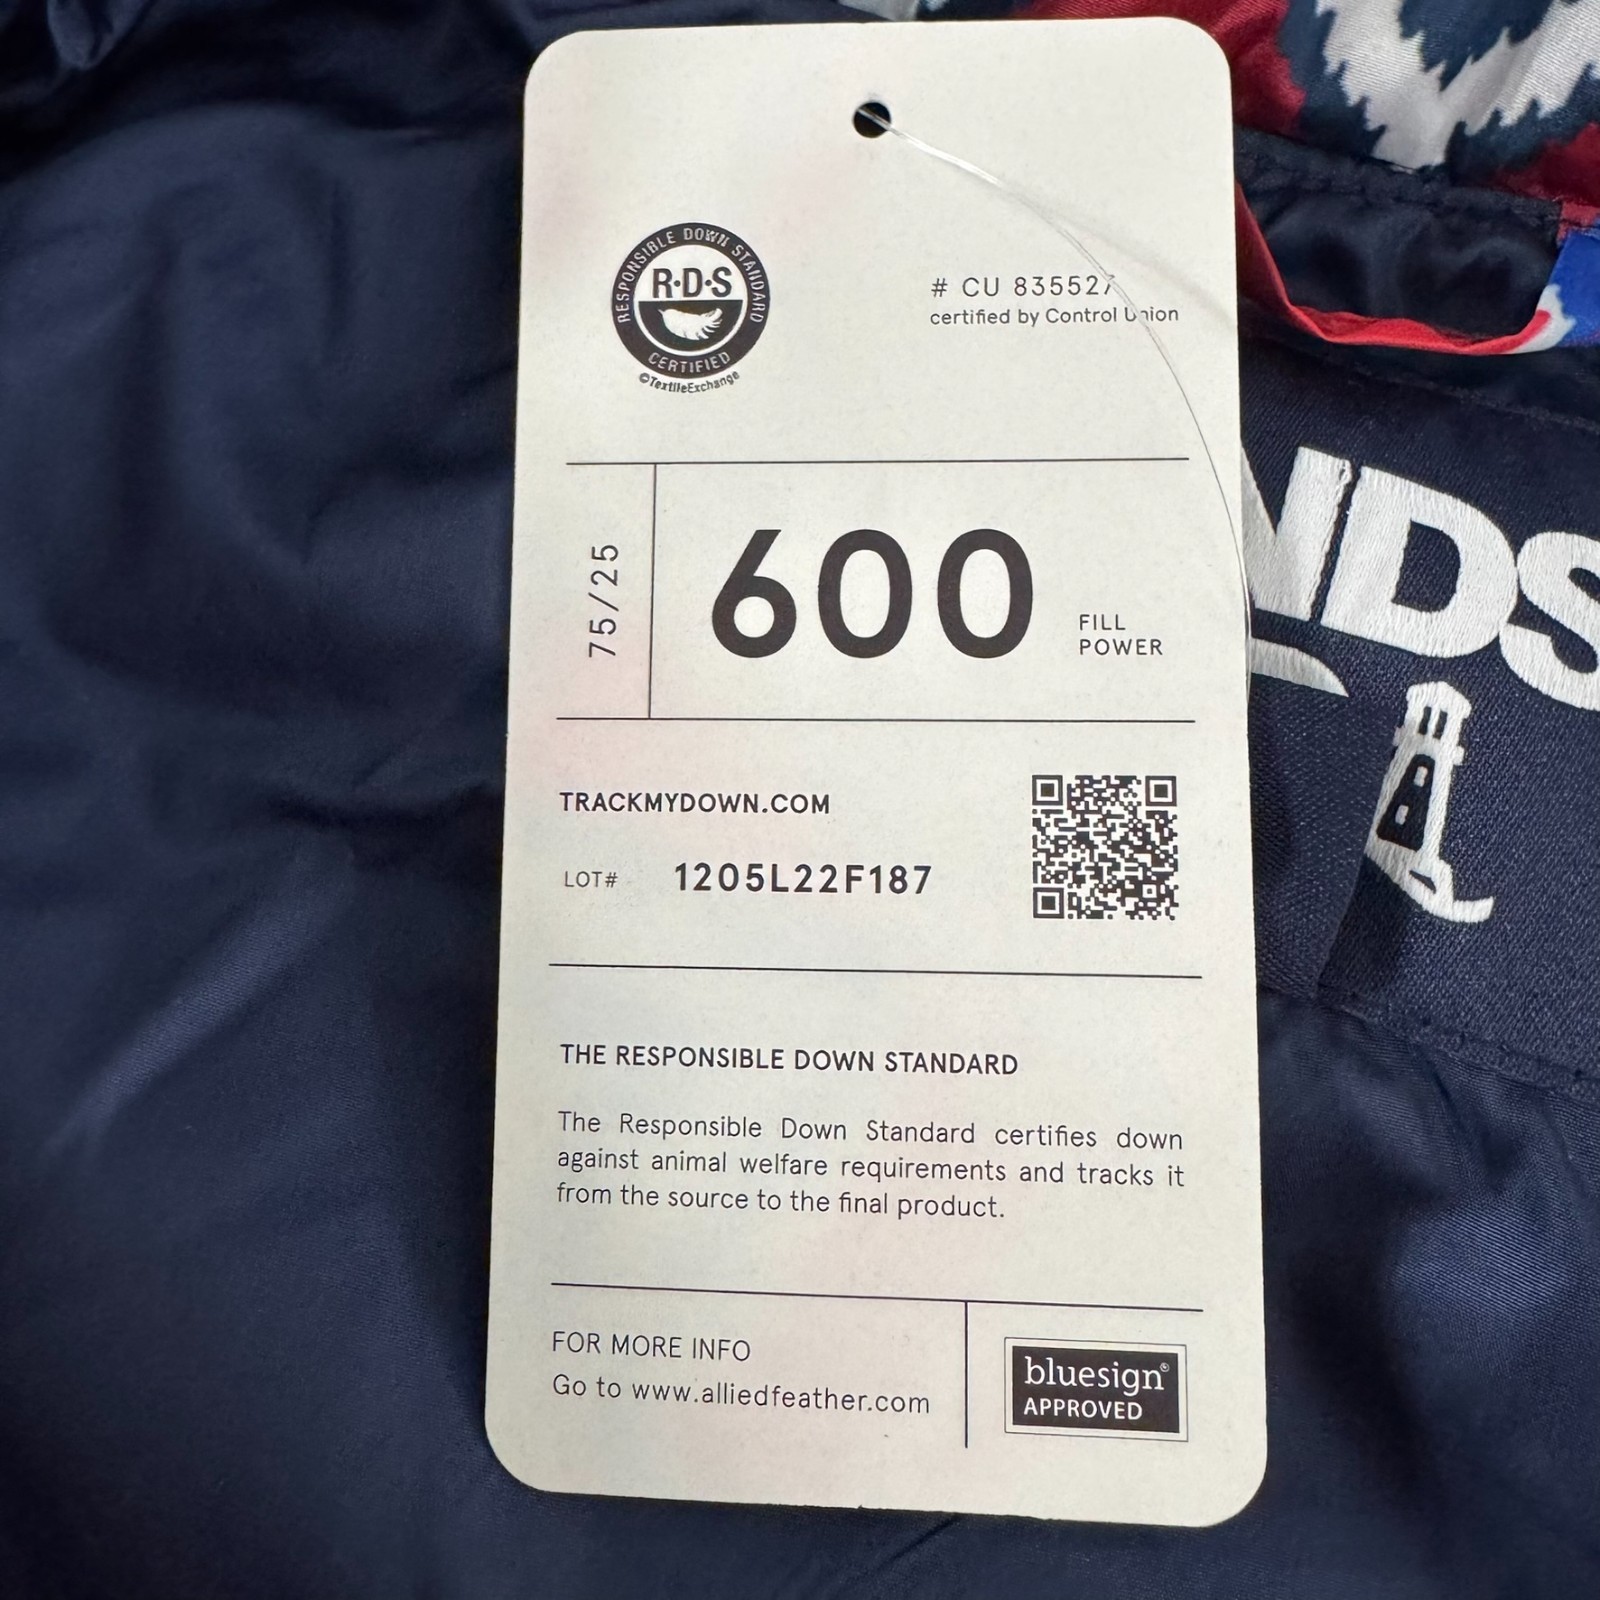 RESPONSIBLE DOWN STANDARD
R·D·S
CERTIFIED
©TextileExchange
# CU 835527
certified by Control Union
75/25
600
FILL
POWER
TRACKMYDOWN.COM
LOT# 1205L22F187
THE RESPONSIBLE DOWN STANDARD
The Responsible Down Standard certifies down
against animal welfare requirements and tracks it
from the source to the final product.
FOR MORE INFO
Go to www.alliedfeather.com
bluesign®
APPROVED
NDS